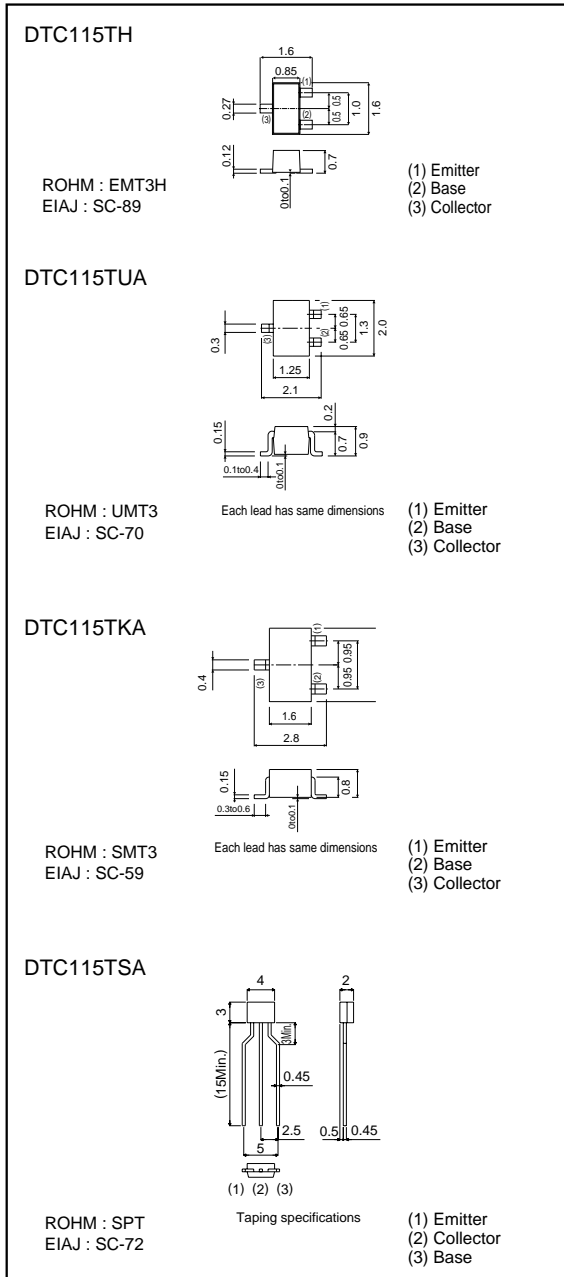 DTC115TH
1.6
0.85
(1)
0.27
(3)
(2)
0.5
0.5
1.0
1.6
0.12
0.7
0to0.1
ROHM : EMT3H
EIAJ : SC-89
(1) Emitter
(2) Base
(3) Collector
DTC115TUA
(1)
0.3
(3)
(2)
0.65
0.65
1.3
2.0
1.25
2.1
0.2
0.15
0.7
0.9
0.1to0.4
0to0.1
ROHM : UMT3
EIAJ : SC-70
Each lead has same dimensions
(1) Emitter
(2) Base
(3) Collector
DTC115TKA
(1)
0.4
(3)
(2)
0.95
0.95
1.6
2.8
0.15
0.8
0.3to0.6
0to0.1
ROHM : SMT3
EIAJ : SC-59
Each lead has same dimensions
(1) Emitter
(2) Base
(3) Collector
DTC115TSA
4
2
3
3Min.
(15Min.)
0.45
2.5
0.5
0.45
5
(1) (2) (3)
ROHM : SPT
EIAJ : SC-72
Taping specifications
(1) Emitter
(2) Collector
(3) Base